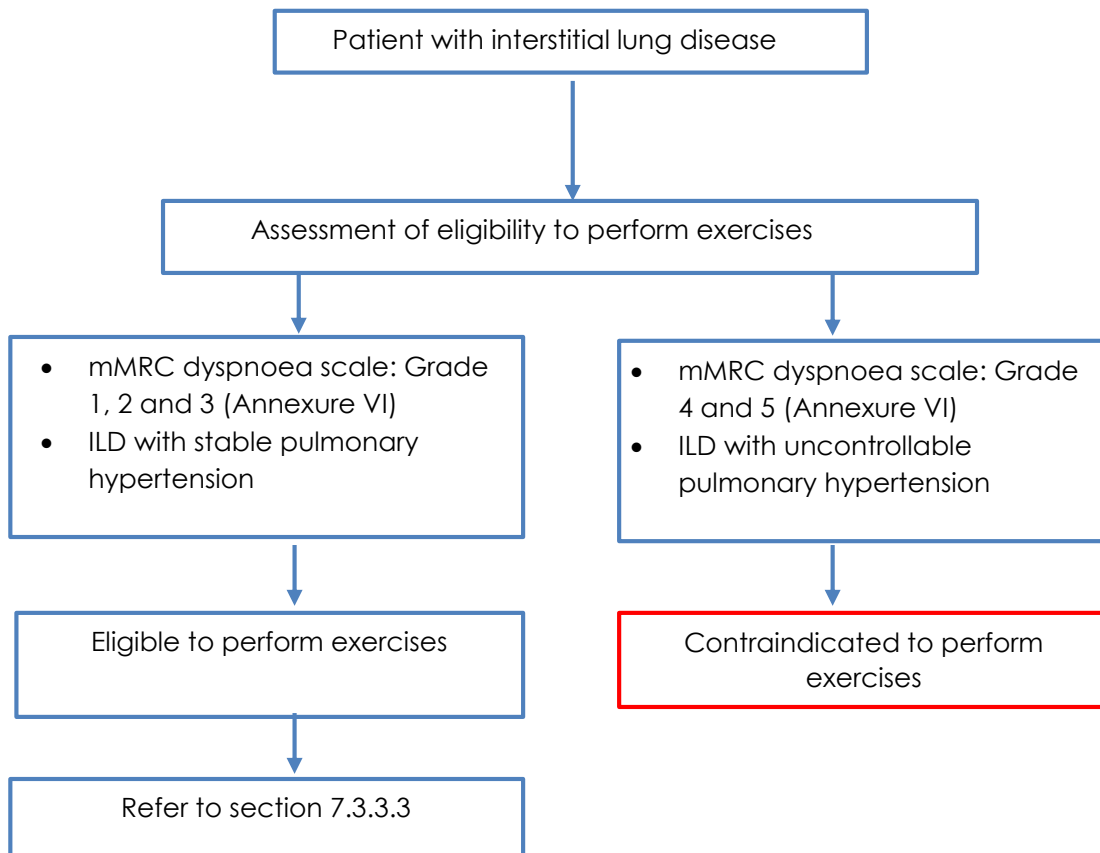 Patient with interstitial lung disease
Assessment of eligibility to perform exercises
• mMRC dyspnoea scale: Grade
1, 2 and 3 (Annexure VI)
• ILD with stable pulmonary
hypertension
• mMRC dyspnoea scale: Grade
4 and 5 (Annexure VI)
• ILD with uncontrollable
pulmonary hypertension
Eligible to perform exercises
Contraindicated to perform
exercises
Refer to section 7.3.3.3